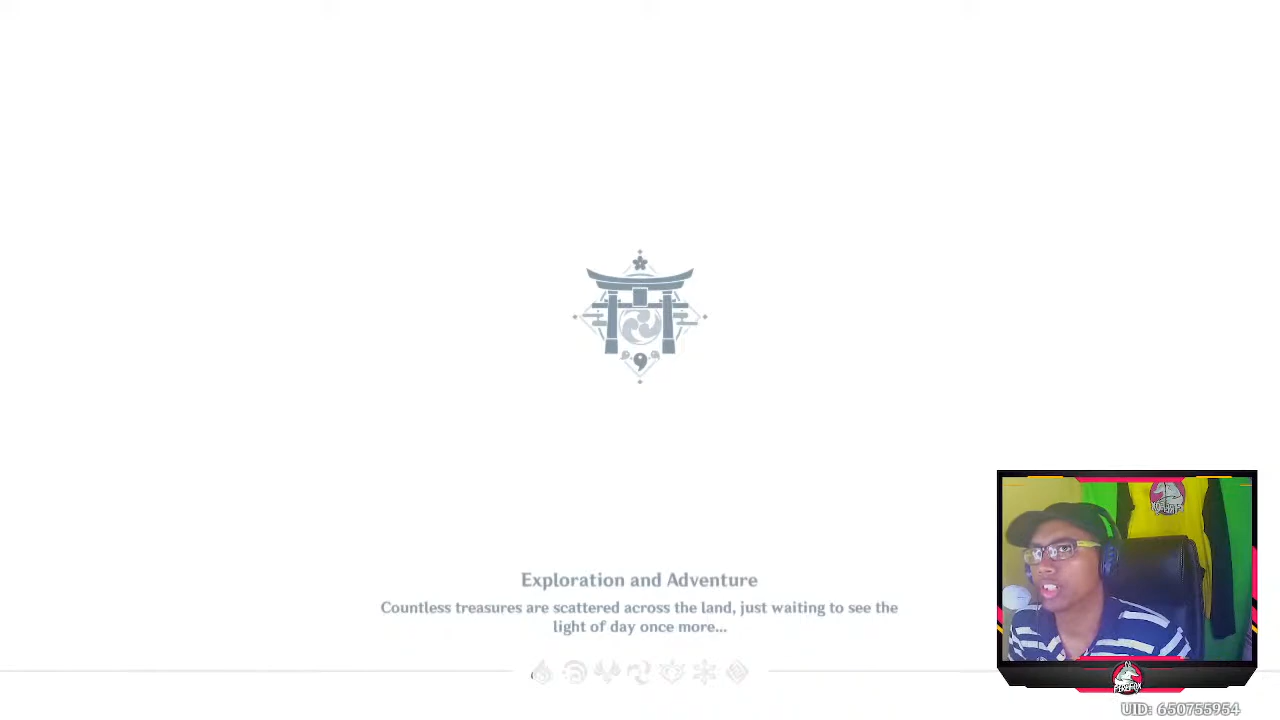 Exploration and Adventure
Countless treasures are scattered across the land, just waiting to see the
light of day once more...
UID: 650755954